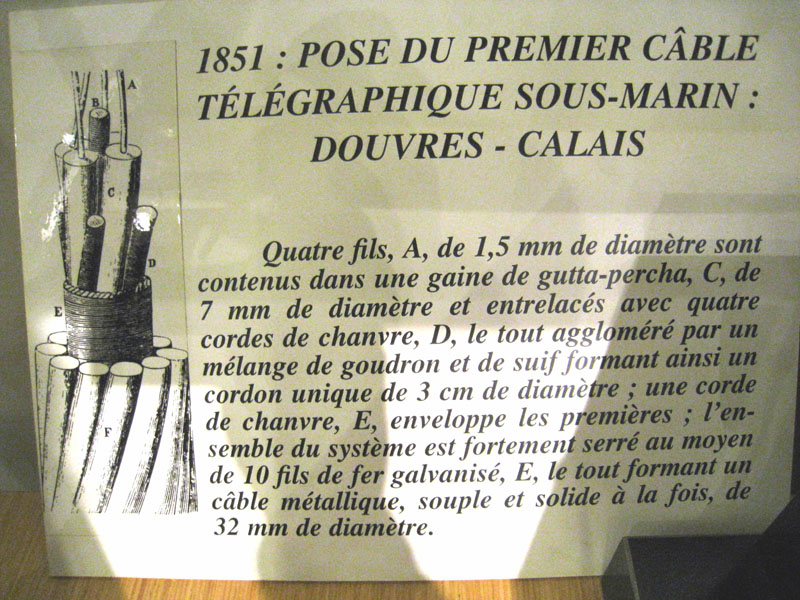 1851 : POSE DU PREMIER CÂBLE
TÉLÉGRAPHIQUE SOUS-MARIN :
DOUVRES - CALAIS
A
B
C
D
E
F
Quatre fils, A, de 1,5 mm de diamètre sont
contenus dans une gaine de gutta-percha, C, de
7 mm de diamètre et entrelacés avec quatre
cordes de chanvre, D, le tout aggloméré par un
mélange de goudron et de suif formant ainsi un
cordon unique de 3 cm de diamètre ; une corde
de chanvre, E, enveloppe les premières ; l'en-
semble du système est fortement serré au moyen
de 10 fils de fer galvanisé, E, le tout formant un
câble métallique, souple et solide à la fois, de
32 mm de diamètre.